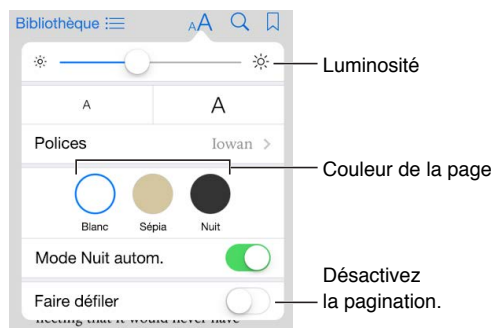 Bibliothèque AA
Luminosité
A A
Polices Iowan >
Couleur de la page
Blanc Sépia Nuit
Mode Nuit autom.
Désactivez
la pagination.
Faire défiler
fleeting that it would never have